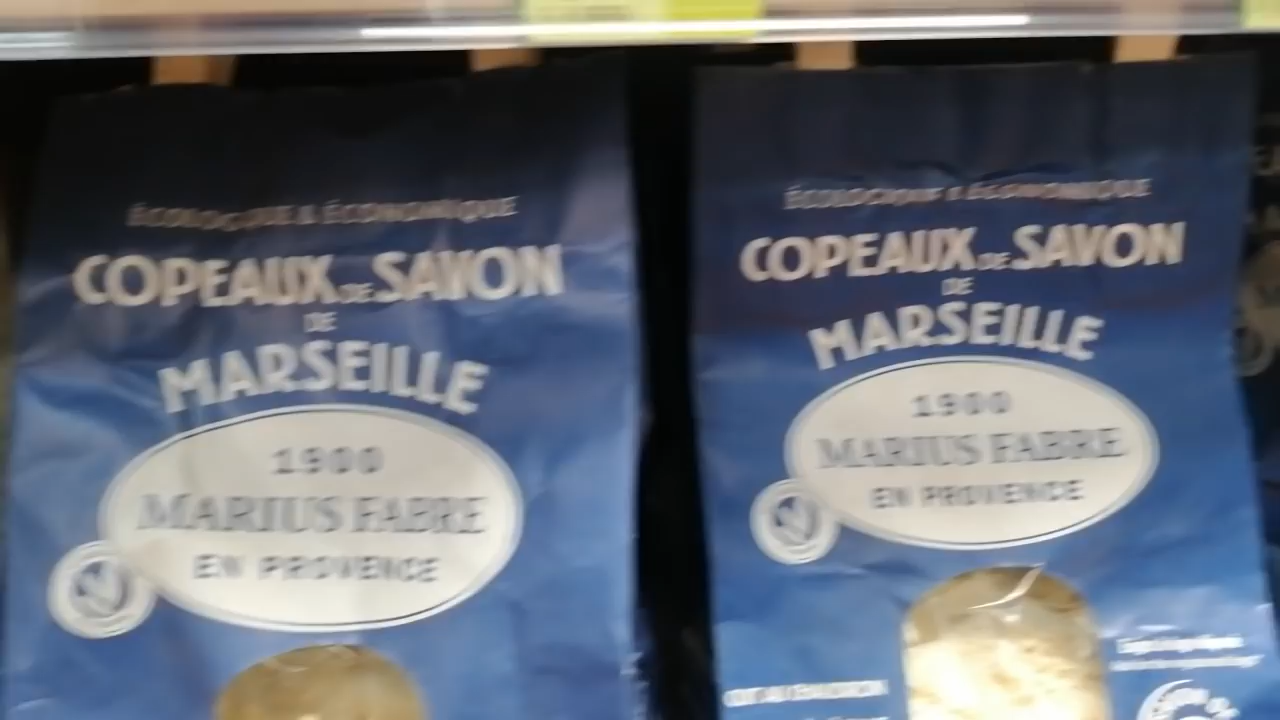 ÉCOLOGIQUE & ÉCONOMIQUE
COPEAUX DE SAVON
DE
MARSEILLE
1900
MARIUS FABRE
EN PROVENCE
ÉCOLOGIQUE & ÉCONOMIQUE
COPEAUX DE SAVON
DE
MARSEILLE
1900
MARIUS FABRE
EN PROVENCE